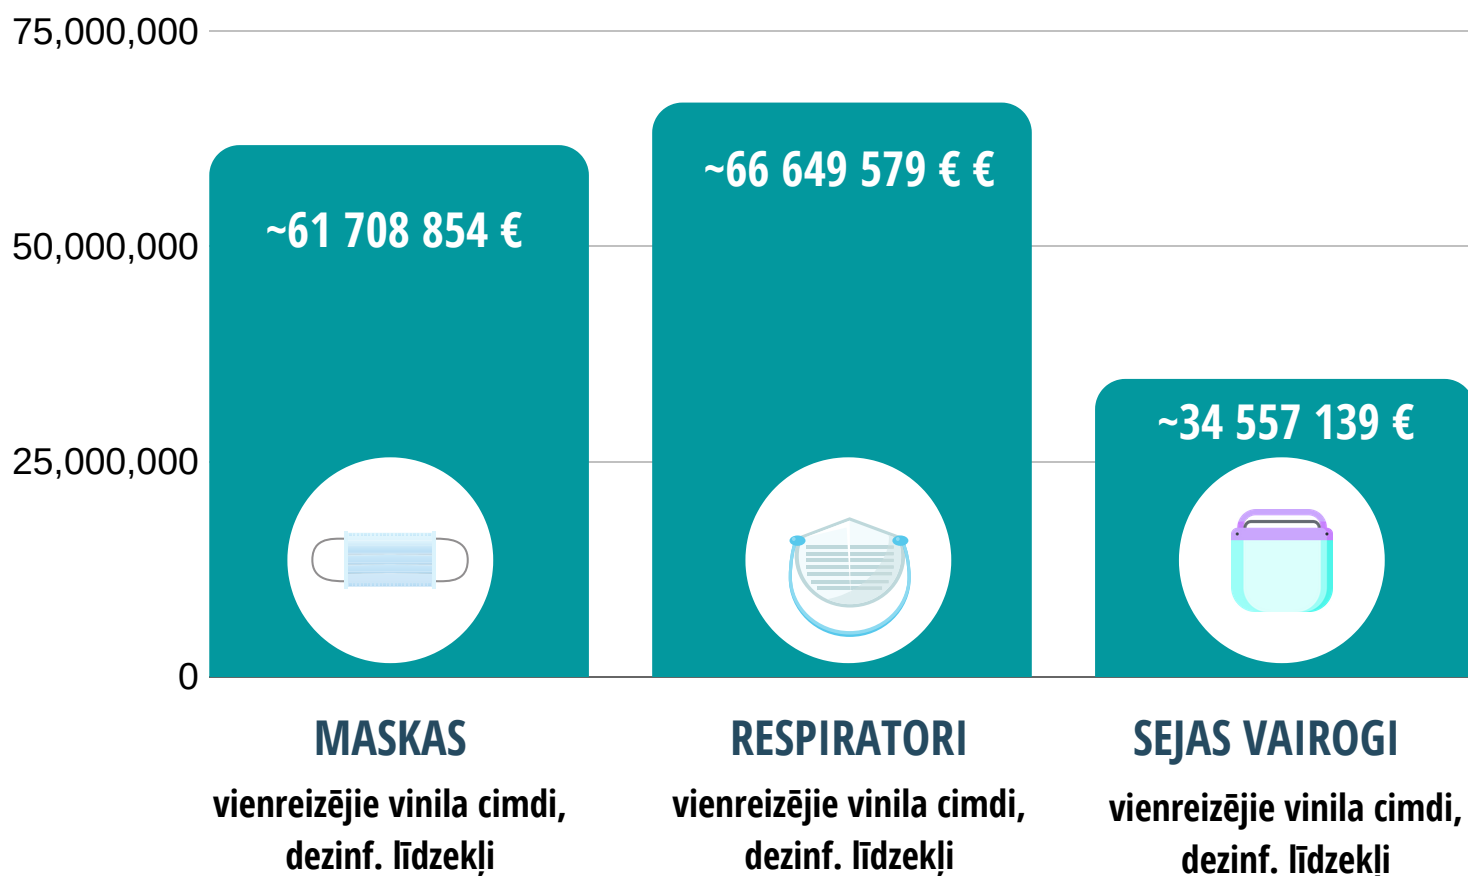 75,000,000
50,000,000
25,000,000
0
~61 708 854 €
~66 649 579 € €
~34 557 139 €
MASKAS
vienreizējie vinila cimdi,
dezinf. līdzekļi
RESPIRATORI
vienreizējie vinila cimdi,
dezinf. līdzekļi
SEJAS VAIROGI
vienreizējie vinila cimdi,
dezinf. līdzekļi